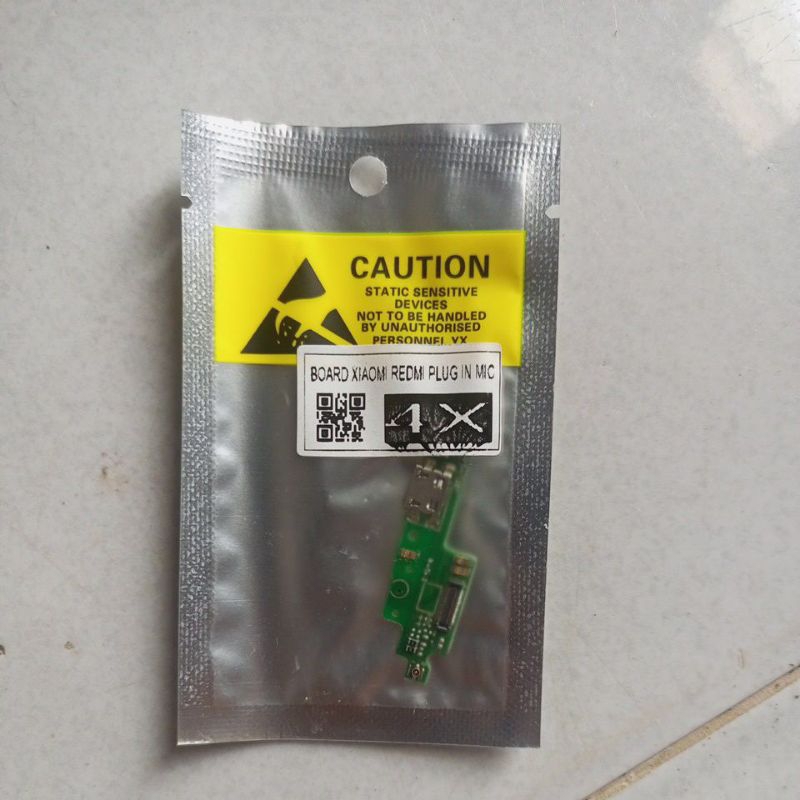 CAUTION
STATIC SENSITIVE
DEVICES
NOT TO BE HANDLED
BY UNAUTHORISED
PERSONNEL.YX
BOARD XIAOMI REDMI PLUG IN MIC
4X